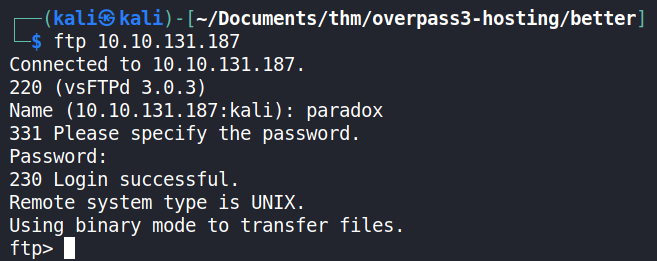 ┌──(kali㉿kali)-[~/Documents/thm/overpass3-hosting/better]
└─$ ftp 10.10.131.187
Connected to 10.10.131.187.
220 (vsFTPd 3.0.3)
Name (10.10.131.187:kali): paradox
331 Please specify the password.
Password:
230 Login successful.
Remote system type is UNIX.
Using binary mode to transfer files.
ftp>